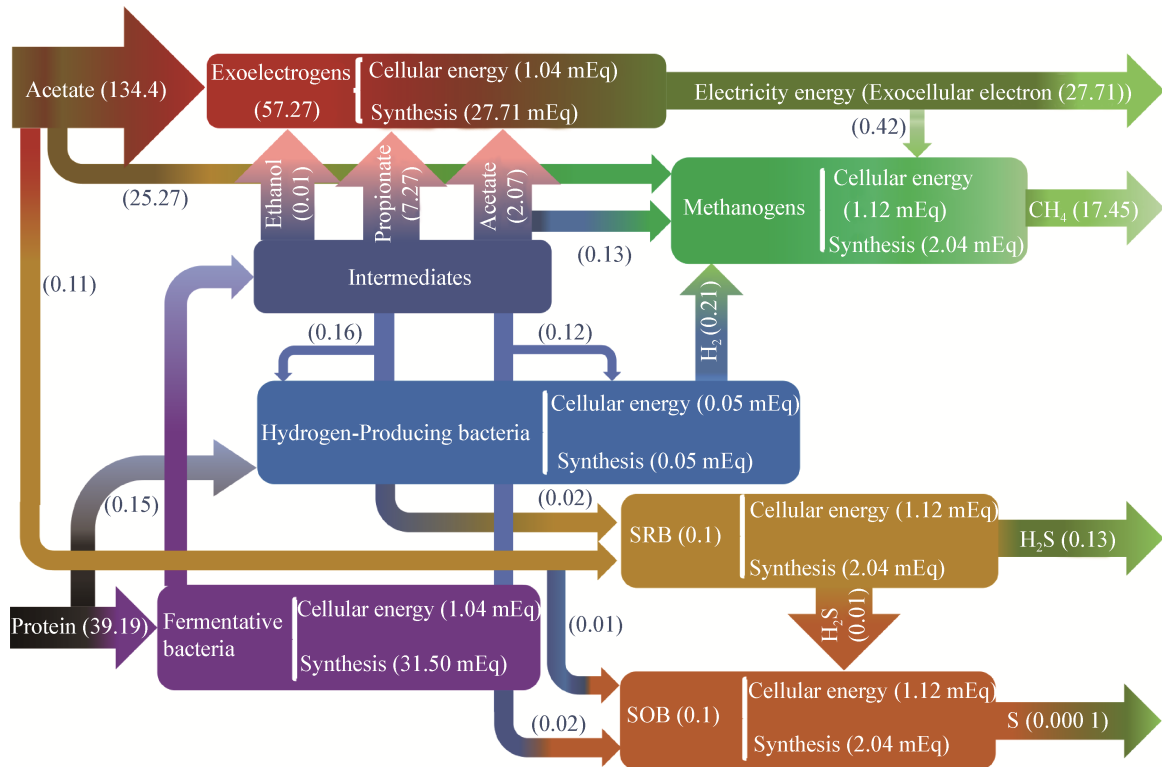 Acetate (134.4)
Exoelectrogens
(57.27)
Cellular energy (1.04 mEq)
Synthesis (27.71 mEq)
Electricity energy (Exocellular electron (27.71))
(0.42)
(25.27)
Ethanol
(0.01)
Propionate
(7.27)
Acetate
(2.07)
Methanogens
Cellular energy
(1.12 mEq)
Synthesis (2.04 mEq)
CH₄ (17.45)
(0.13)
(0.11)
Intermediates
(0.16)
(0.12)
H₂ (0.21)
Hydrogen-Producing bacteria
Cellular energy (0.05 mEq)
Synthesis (0.05 mEq)
(0.15)
(0.02)
SRB (0.1)
Cellular energy (1.12 mEq)
Synthesis (2.04 mEq)
H₂S (0.13)
Protein (39.19)
Fermentative
bacteria
Cellular energy (1.04 mEq)
Synthesis (31.50 mEq)
(0.01)
H₂S
(0.01)
(0.02)
SOB (0.1)
Cellular energy (1.12 mEq)
Synthesis (2.04 mEq)
S (0.000 1)